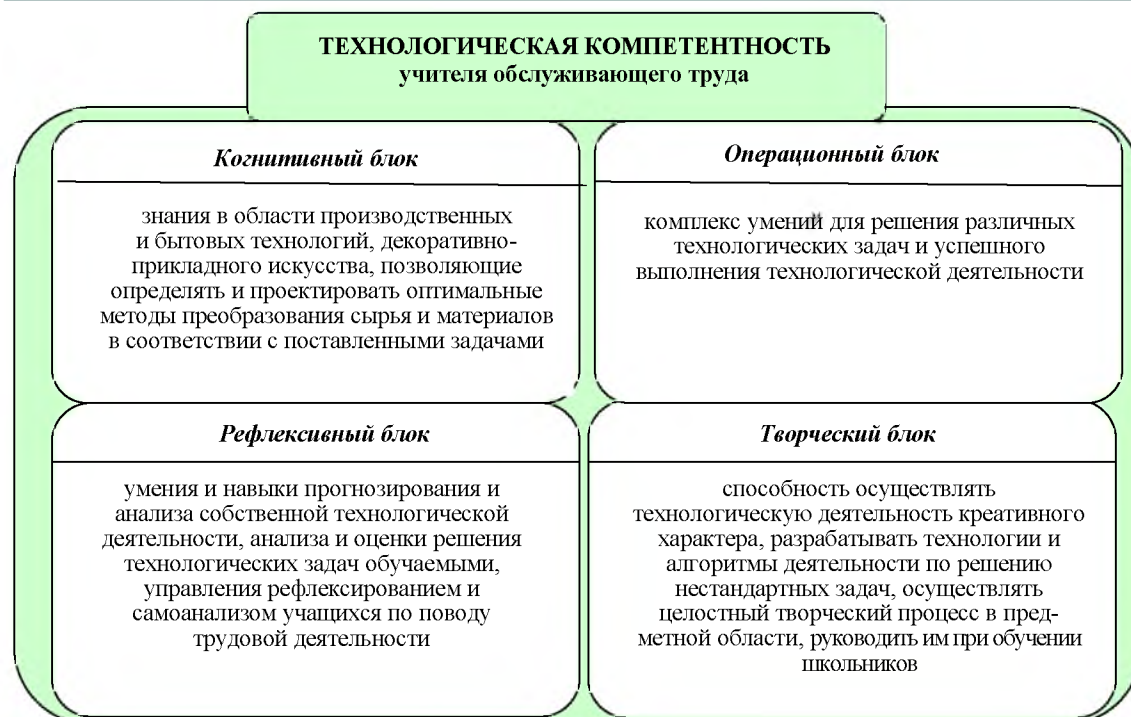 ТЕХНОЛОГИЧЕСКАЯ КОМПЕТЕНТНОСТЬ
учителя обслуживающего труда
Когнитивный блок
знания в области производственных
и бытовых технологий, декоративно-
прикладного искусства, позволяющие
определять и проектировать оптимальные
методы преобразования сырья и материалов
в соответствии с поставленными задачами
Операционный блок
комплекс умений для решения различных
технологических задач и успешного
выполнения технологической деятельности
Рефлексивный блок
умения и навыки прогнозирования и
анализа собственной технологической
деятельности, анализа и оценки решения
технологических задач обучаемыми,
управления рефлексированием и
самоанализом учащихся по поводу
трудовой деятельности
Творческий блок
способность осуществлять
технологическую деятельность креативного
характера, разрабатывать технологии и
алгоритмы деятельности по решению
нестандартных задач, осуществлять
целостный творческий процесс в пред-
метной области, руководить им при обучении
школьников